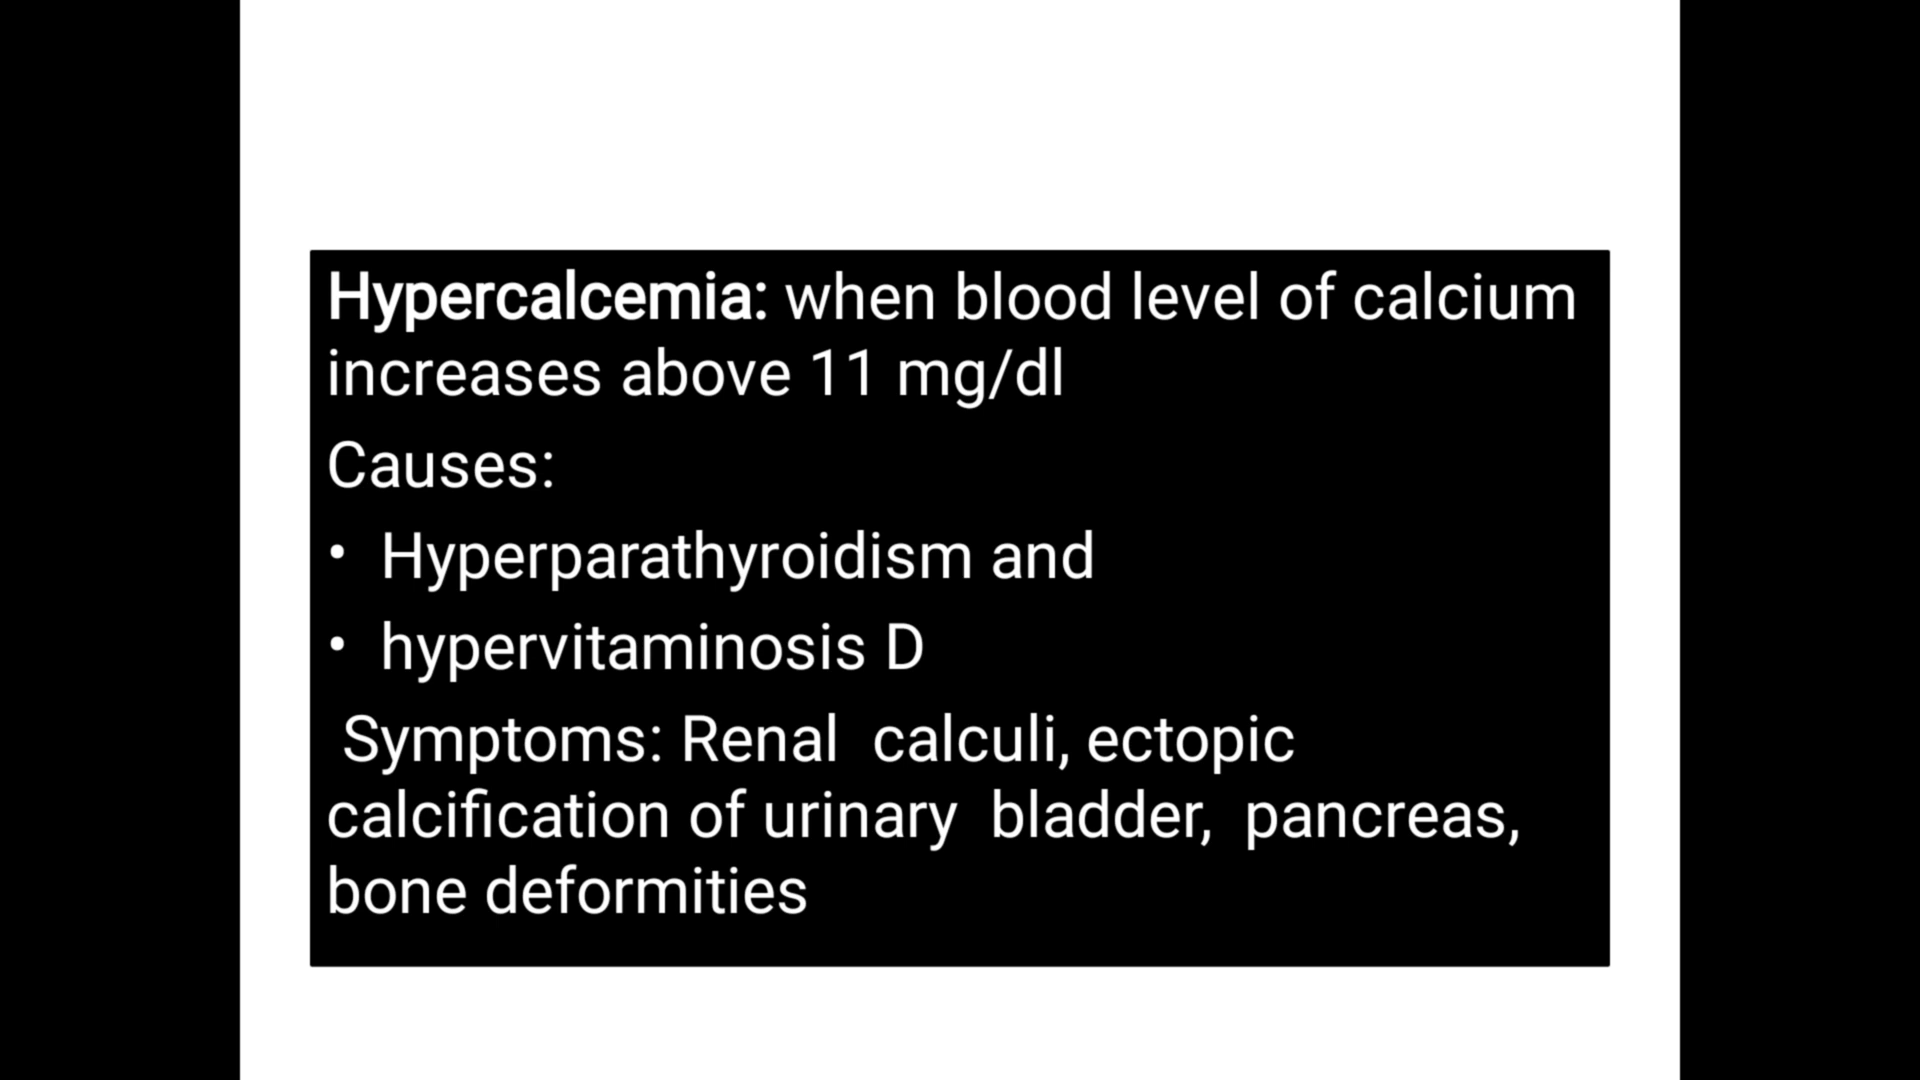 Hypercalcemia: when blood level of calcium
increases above 11 mg/dl
Causes:
• Hyperparathyroidism and
• hypervitaminosis D
Symptoms: Renal calculi, ectopic
calcification of urinary bladder, pancreas,
bone deformities